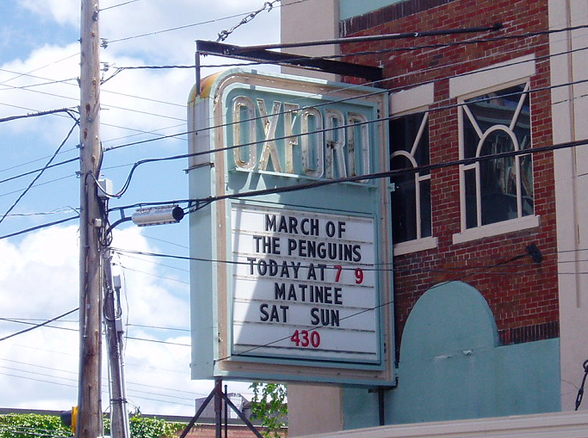 OXFORD
MARCH OF
THE PENGUINS
TODAY AT 7 9
MATINEE
SAT SUN
430